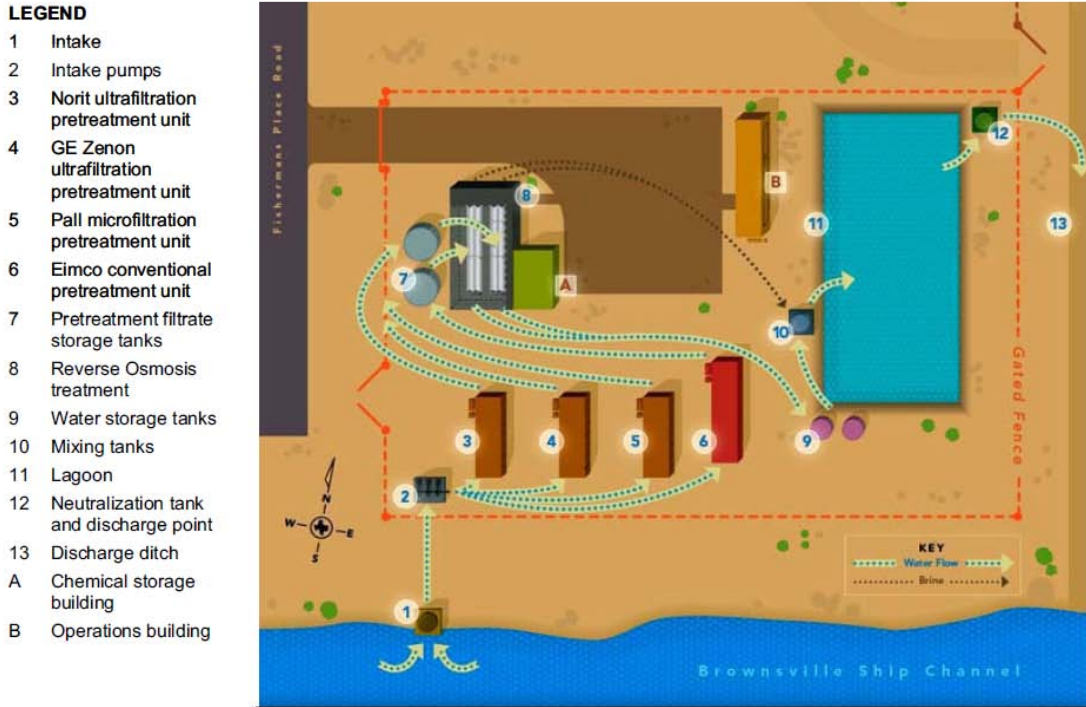 LEGEND
1 Intake
2 Intake pumps
3 Norit ultrafiltration
pretreatment unit
4 GE Zenon
ultrafiltration
pretreatment unit
5 Pall microfiltration
pretreatment unit
6 Eimco conventional
pretreatment unit
7 Pretreatment filtrate
storage tanks
8 Reverse Osmosis
treatment
9 Water storage tanks
10 Mixing tanks
11 Lagoon
12 Neutralization tank
and discharge point
13 Discharge ditch
A Chemical storage
building
B Operations building
Fishermans Place Road
12
8
B
11
13
7
A
10
Gated Fence
3
4
5
6
9
2
N
W
E
S
KEY
Water Flow
Brine
1
Brownsville Ship Channel